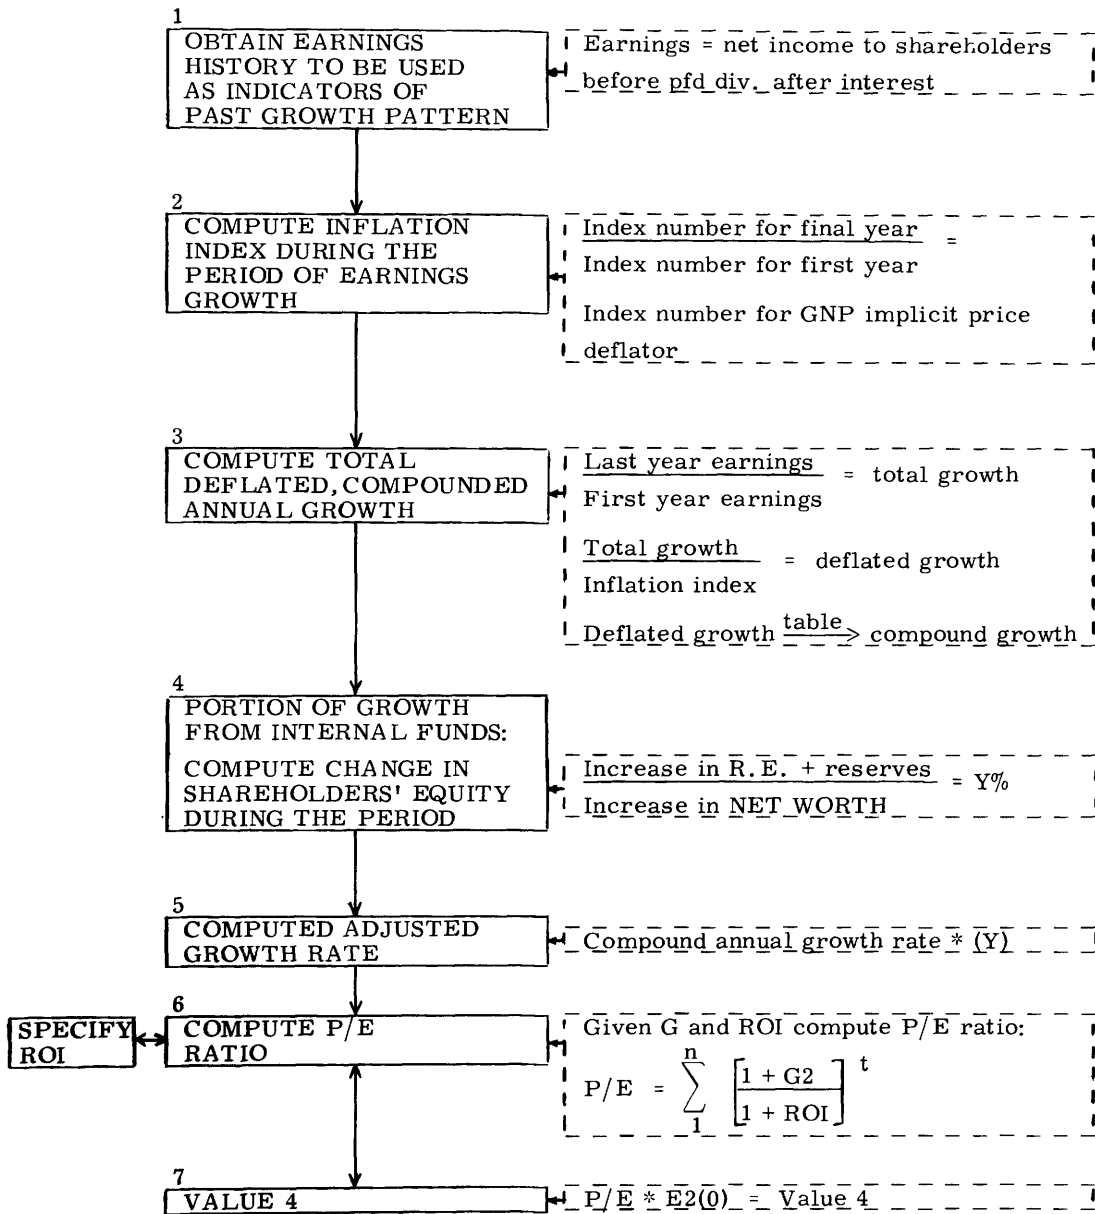 1
OBTAIN EARNINGS
HISTORY TO BE USED
AS INDICATORS OF
PAST GROWTH PATTERN
Earnings = net income to shareholders
before pfd div. after interest
2
COMPUTE INFLATION
INDEX DURING THE
PERIOD OF EARNINGS
GROWTH
Index number for final year =
Index number for first year
Index number for GNP implicit price
deflator
3
COMPUTE TOTAL
DEFLATED, COMPOUNDED
ANNUAL GROWTH
Last year earnings = total growth
First year earnings
Total growth = deflated growth
Inflation index
Deflated growth table > compound growth
4
PORTION OF GROWTH
FROM INTERNAL FUNDS:
COMPUTE CHANGE IN
SHAREHOLDERS' EQUITY
DURING THE PERIOD
Increase in R.E. + reserves = Y%
Increase in NET WORTH
5
COMPUTED ADJUSTED
GROWTH RATE
Compound annual growth rate * (Y)
SPECIFY
ROI
6
COMPUTE P/E
RATIO
Given G and ROI compute P/E ratio:
n
P/E = ∑ [1 + G2 / 1 + ROI] t
1
7
VALUE 4
P/E * E2(0) = Value 4